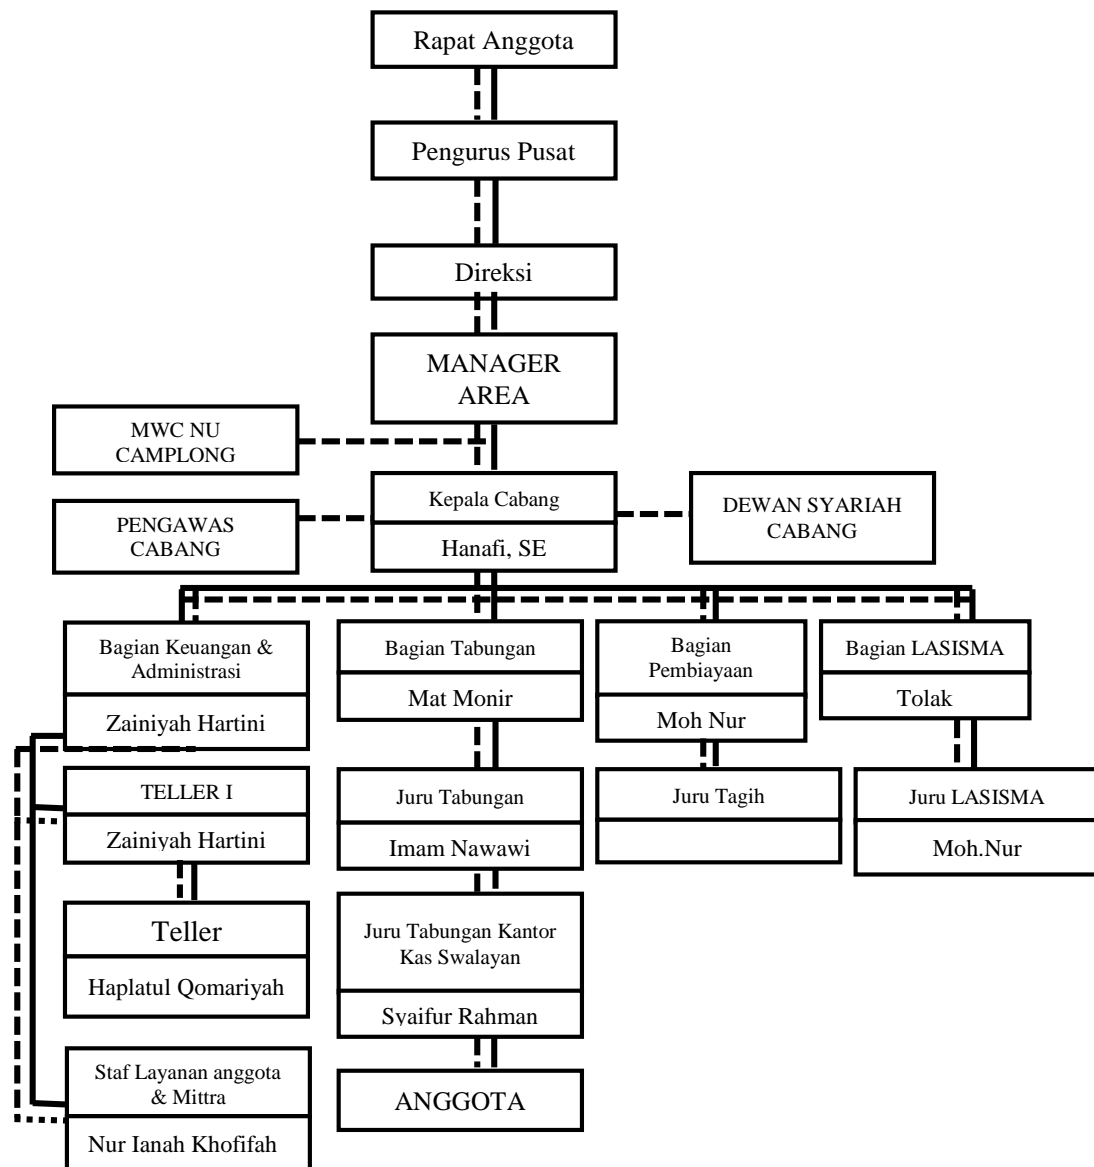 Rapat Anggota
Pengurus Pusat
Direksi
MANAGER
AREA
MWC NU
CAMPLONG
Kepala Cabang
Hanafi, SE
PENGAWAS
CABANG
DEWAN SYARIAH
CABANG
Bagian Keuangan &
Administrasi
Zainiyah Hartini
Bagian Tabungan
Mat Monir
Bagian
Pembiayaan
Moh Nur
Bagian LASISMA
Tolak
TELLER I
Zainiyah Hartini
Juru Tabungan
Imam Nawawi
Juru Tagih
Juru LASISMA
Moh.Nur
Teller
Haplatul Qomariyah
Juru Tabungan Kantor
Kas Swalayan
Syaifur Rahman
Staf Layanan anggota
& Mittra
Nur Ianah Khofifah
ANGGOTA